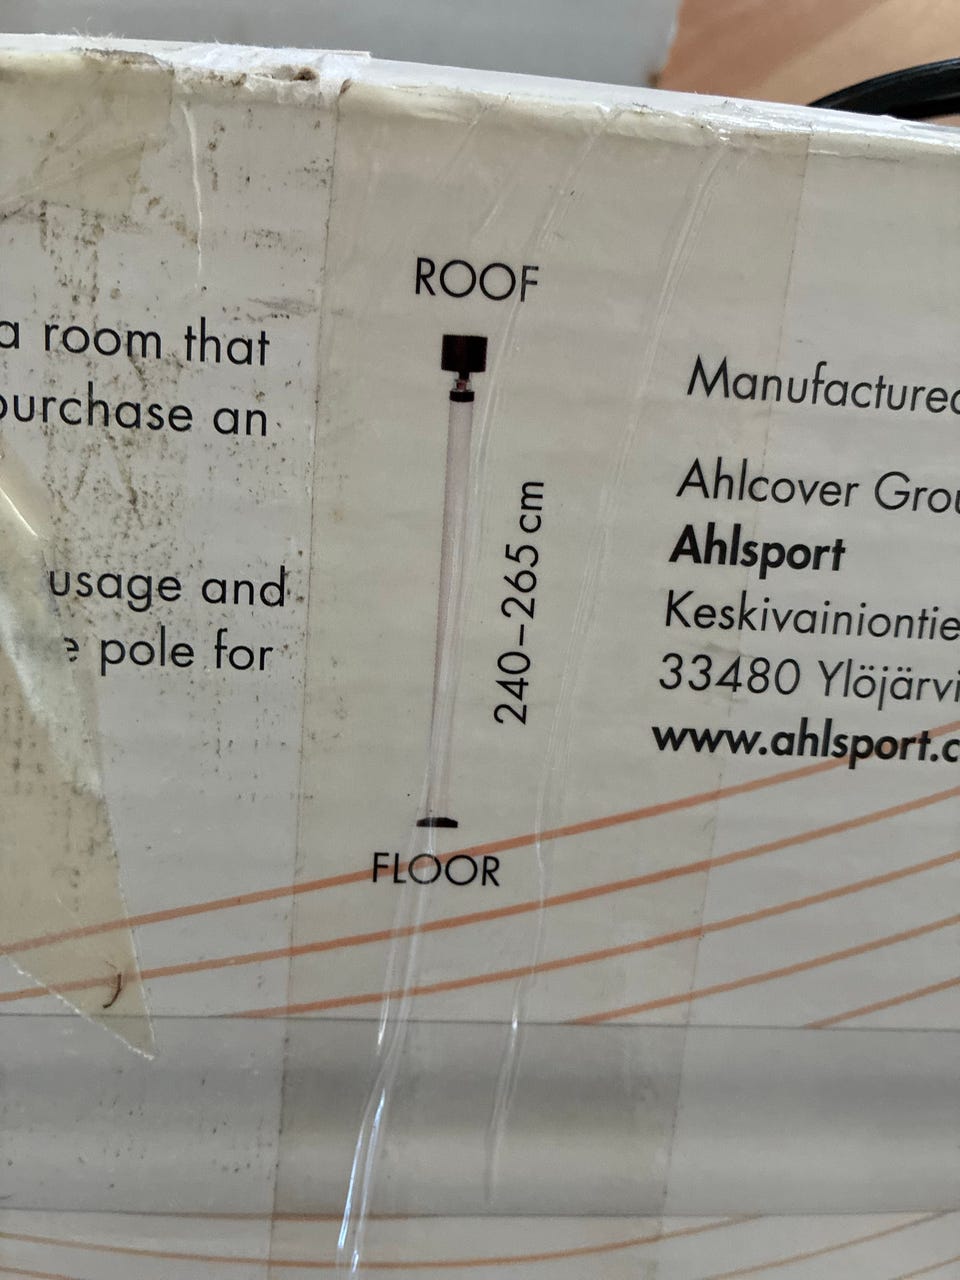 a room that
purchase an
usage and
pole for
ROOF
240–265 cm
FLOOR
Manufactured
Ahlcover Grou
Ahlsport
Keskivainiontie
33480 Ylöjärvi
www.ahlsport.c